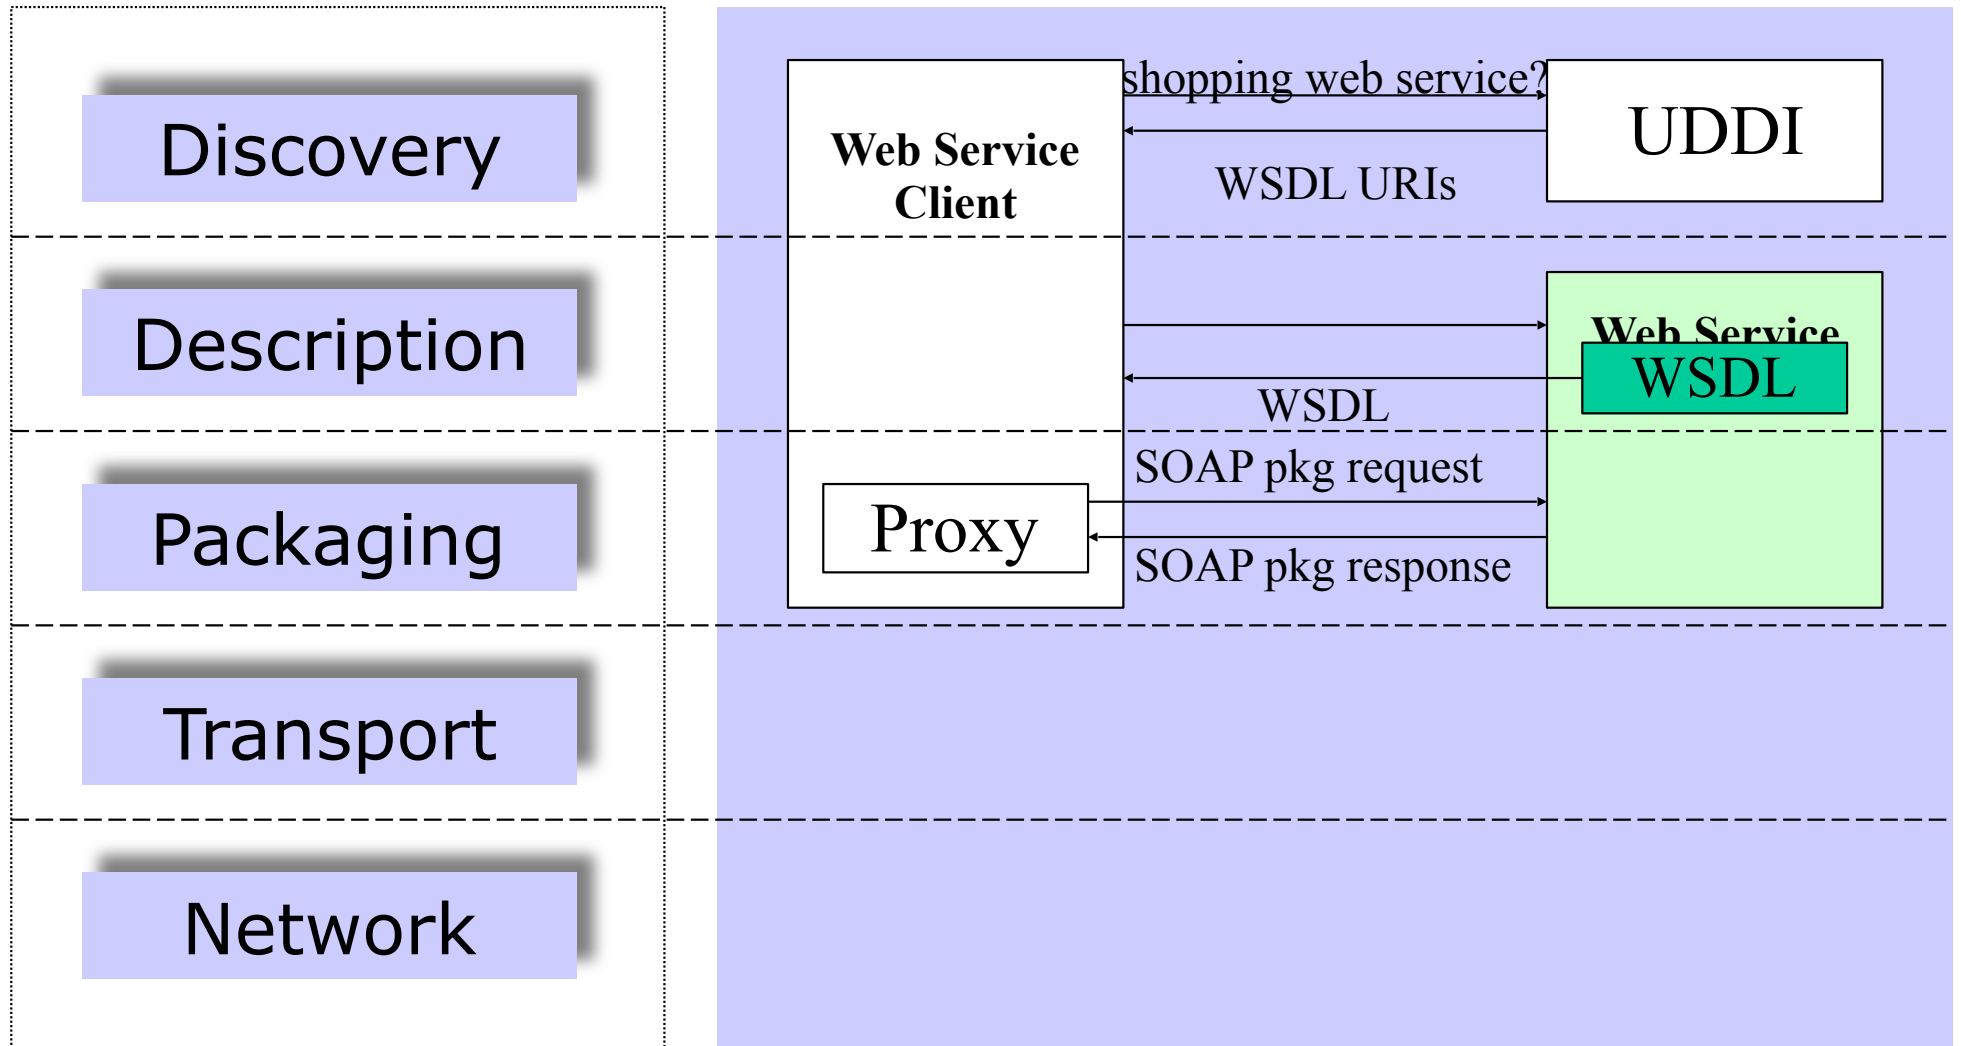 Discovery
Description
Packaging
Transport
Network
Web Service
Client
shopping web service?
WSDL URIs
UDDI
Web Service
WSDL
WSDL
SOAP pkg request
Proxy
SOAP pkg response